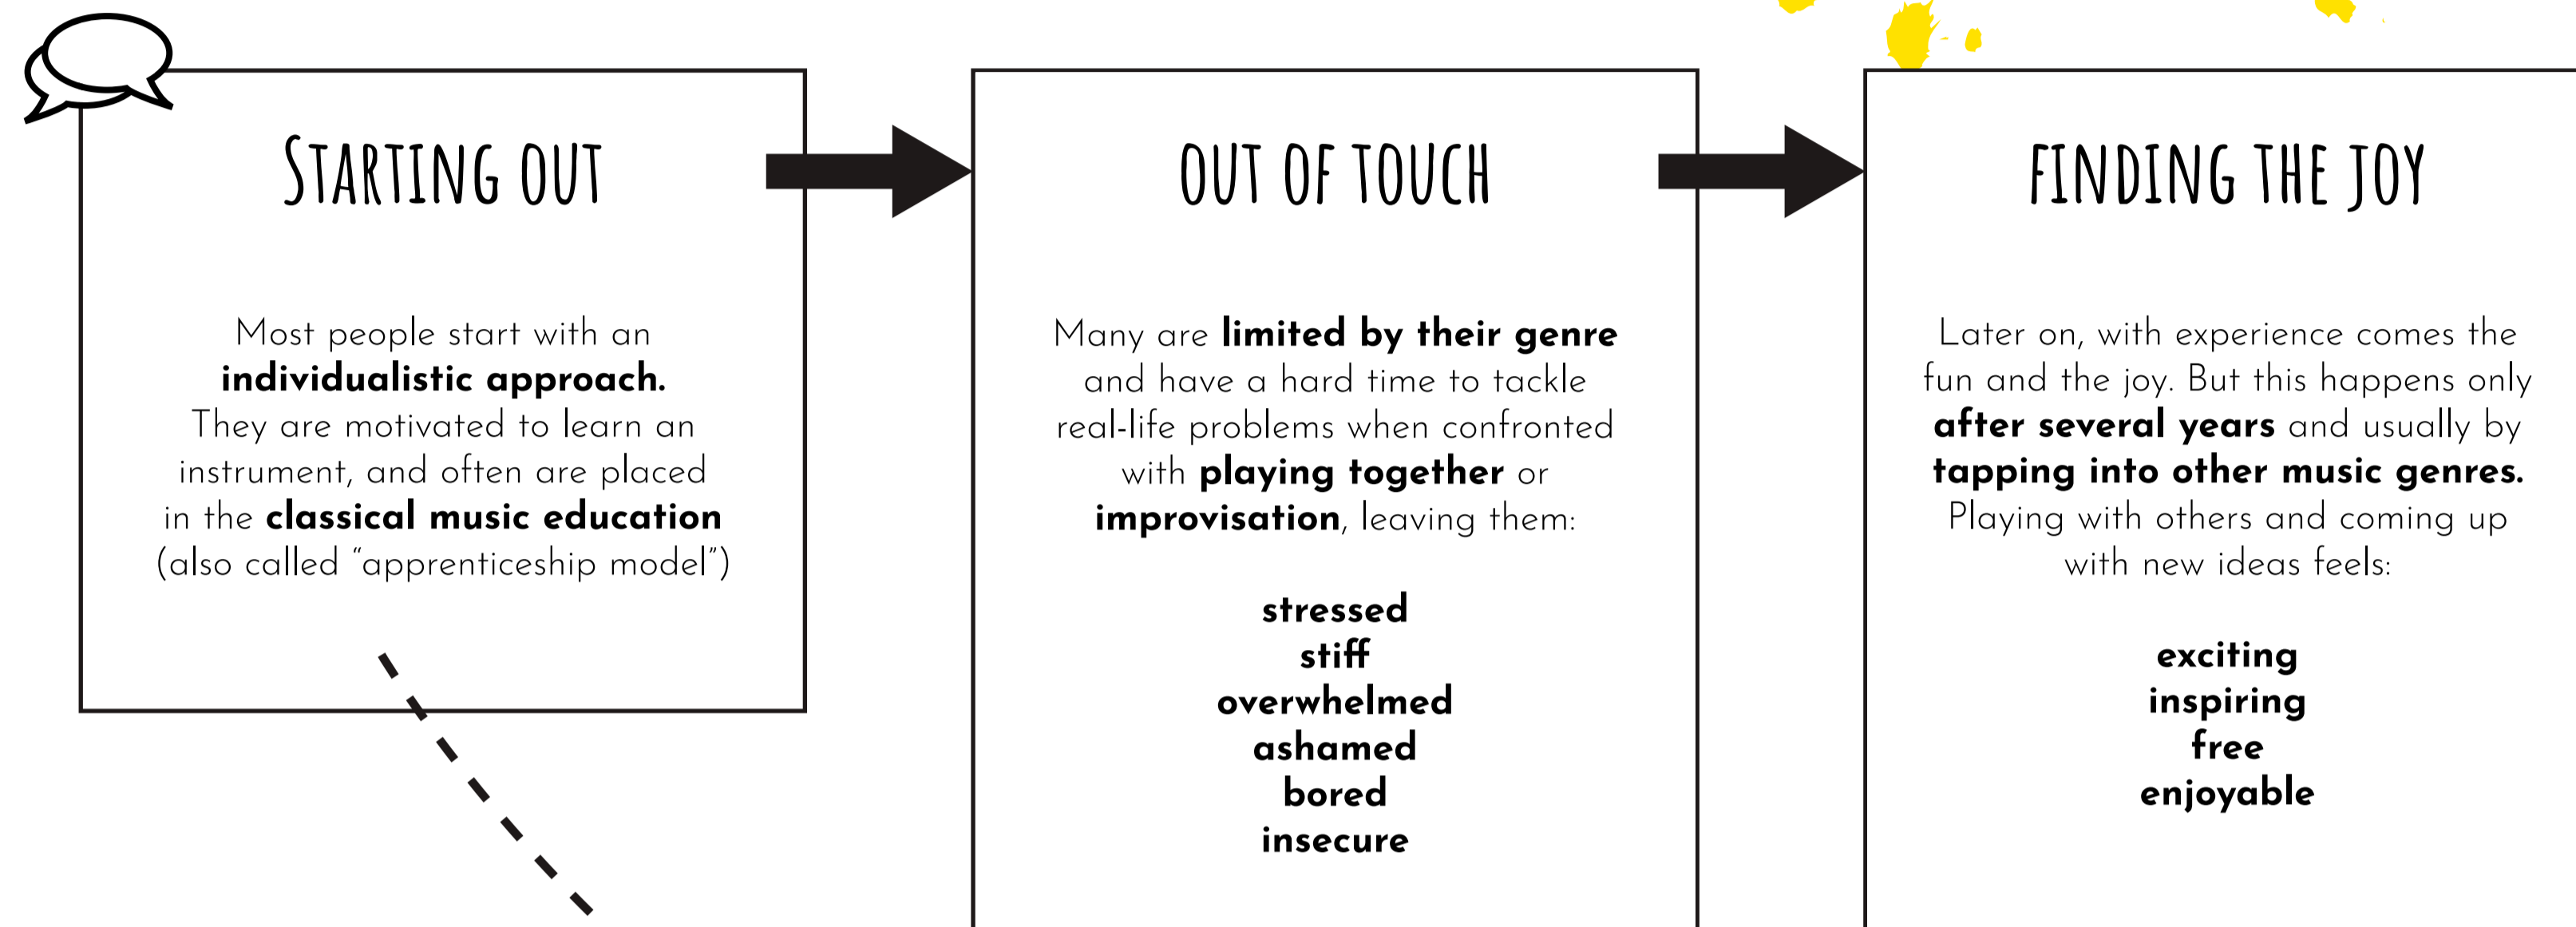 STARTING OUT
Most people start with an
individualistic approach.
They are motivated to learn an
instrument, and often are placed
in the classical music education
(also called “apprenticeship model”)
OUT OF TOUCH
Many are limited by their genre
and have a hard time to tackle
real-life problems when confronted
with playing together or
improvisation, leaving them:
stressed
stiff
overwhelmed
ashamed
bored
insecure
FINDING THE JOY
Later on, with experience comes the
fun and the joy. But this happens only
after several years and usually by
tapping into other music genres.
Playing with others and coming up
with new ideas feels:
exciting
inspiring
free
enjoyable